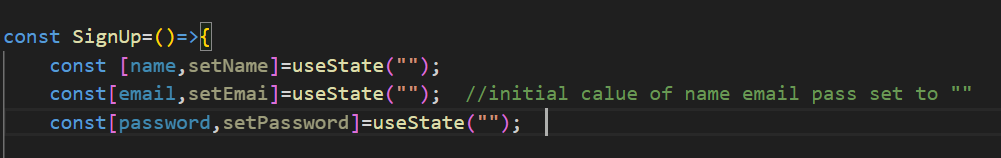 const SignUp=()=>{
const [name,setName]=useState("");
const[email,setEmai]=useState("");  //initial calue of name email pass set to ""
const[password,setPassword]=useState("");